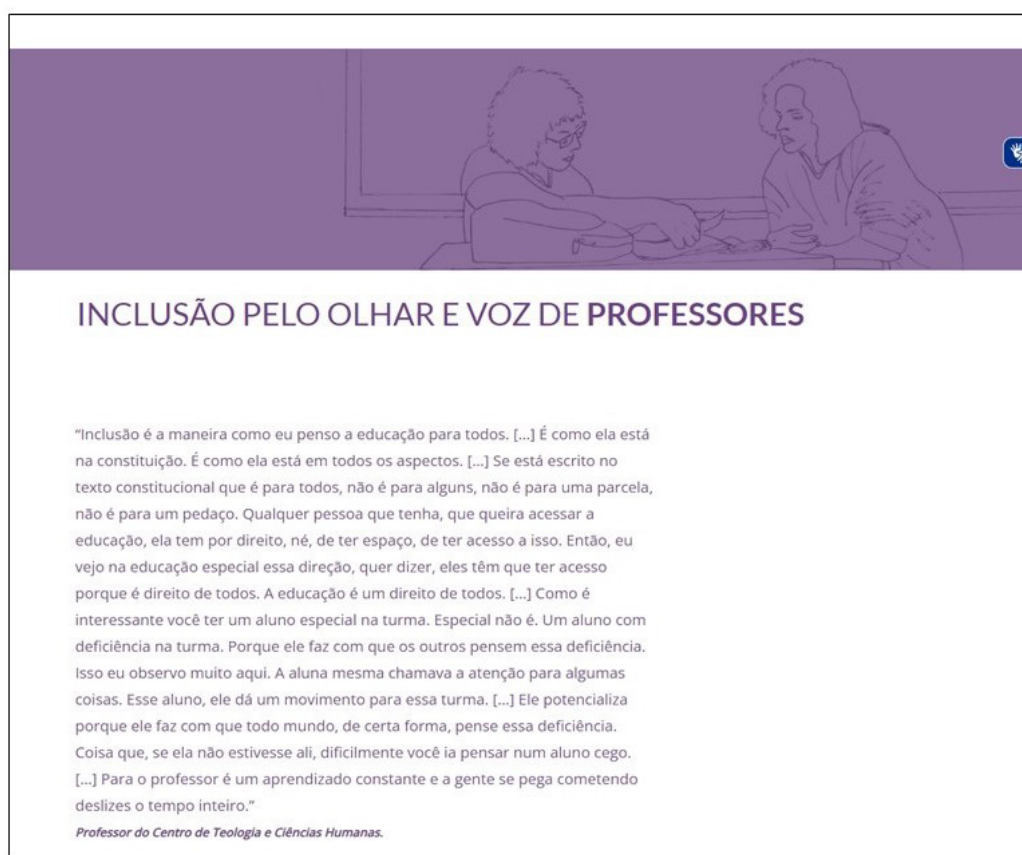 INCLUSÃO PELO OLHAR E VOZ DE PROFESSORES
“Inclusão é a maneira como eu penso a educação para todos. [...] É como ela está
na constituição. É como ela está em todos os aspectos. [...] Se está escrito no
texto constitucional que é para todos, não é para alguns, não é para uma parcela,
não é para um pedaço. Qualquer pessoa que tenha, que queira acessar a
educação, ela tem por direito, né, de ter espaço, de ter acesso a isso. Então, eu
vejo na educação especial essa direção, quer dizer, eles têm que ter acesso
porque é direito de todos. A educação é um direito de todos. [...] Como é
interessante você ter um aluno especial na turma. Especial não é. Um aluno com
deficiência na turma. Porque ele faz com que os outros pensem essa deficiência.
Isso eu observo muito aqui. A aluna mesma chamava a atenção para algumas
coisas. Esse aluno, ele dá um movimento para essa turma. [...] Ele potencializa
porque ele faz com que todo mundo, de certa forma, pense essa deficiência.
Coisa que, se ela não estivesse ali, dificilmente você ia pensar num aluno cego.
[...] Para o professor é um aprendizado constante e a gente se pega cometendo
deslizes o tempo inteiro.”
Professor do Centro de Teologia e Ciências Humanas.